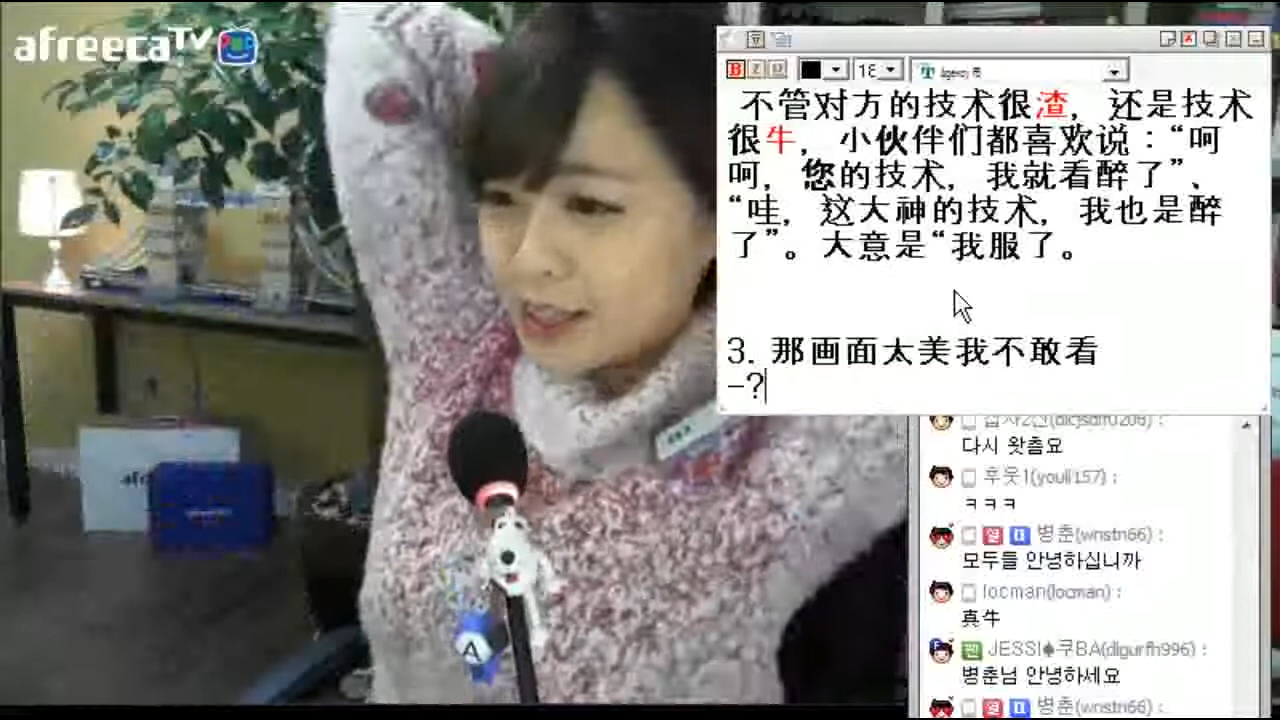 afreecaTV
不管对方的技术很渣，还是技术
很牛，小伙伴们都喜欢说：“呵
呵，您的技术，我就看醉了”、
“哇，这大神的技术，我也是醉
了”。大意是“我服了。
3. 那画面太美我不敢看
-?
다시 왓츰요
후웃1(youll157) :
ㅋㅋㅋ
병춘(wnstn66) :
모두들 안녕하십니까
locman(locman) :
真牛
JESSI♠쿠BA(dlgurfh996) :
병춘님 안녕하세요
병춘(wnstn66) :